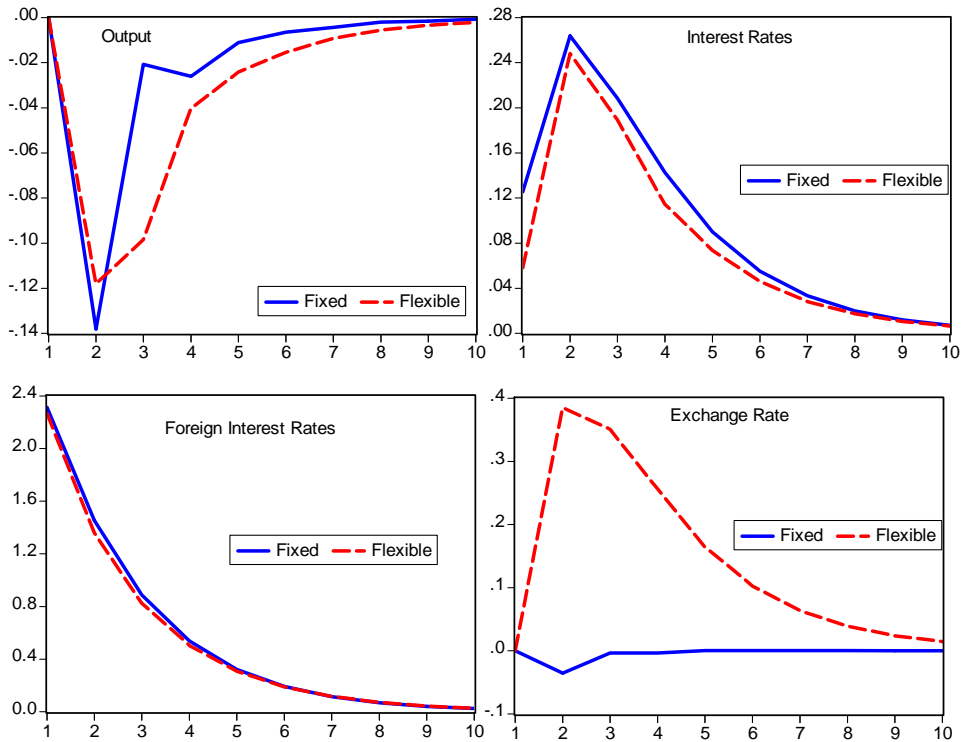 Output
.00
-.02
-.04
-.06
-.08
-.10
-.12
-.14
Fixed Flexible
1 2 3 4 5 6 7 8 9 10
Interest Rates
.28
.24
.20
.16
.12
.08
.04
.00
Fixed Flexible
1 2 3 4 5 6 7 8 9 10
Foreign Interest Rates
2.4
2.0
1.6
1.2
0.8
0.4
0.0
Fixed Flexible
1 2 3 4 5 6 7 8 9 10
Exchange Rate
.4
.3
.2
.1
.0
-.1
Fixed Flexible
1 2 3 4 5 6 7 8 9 10